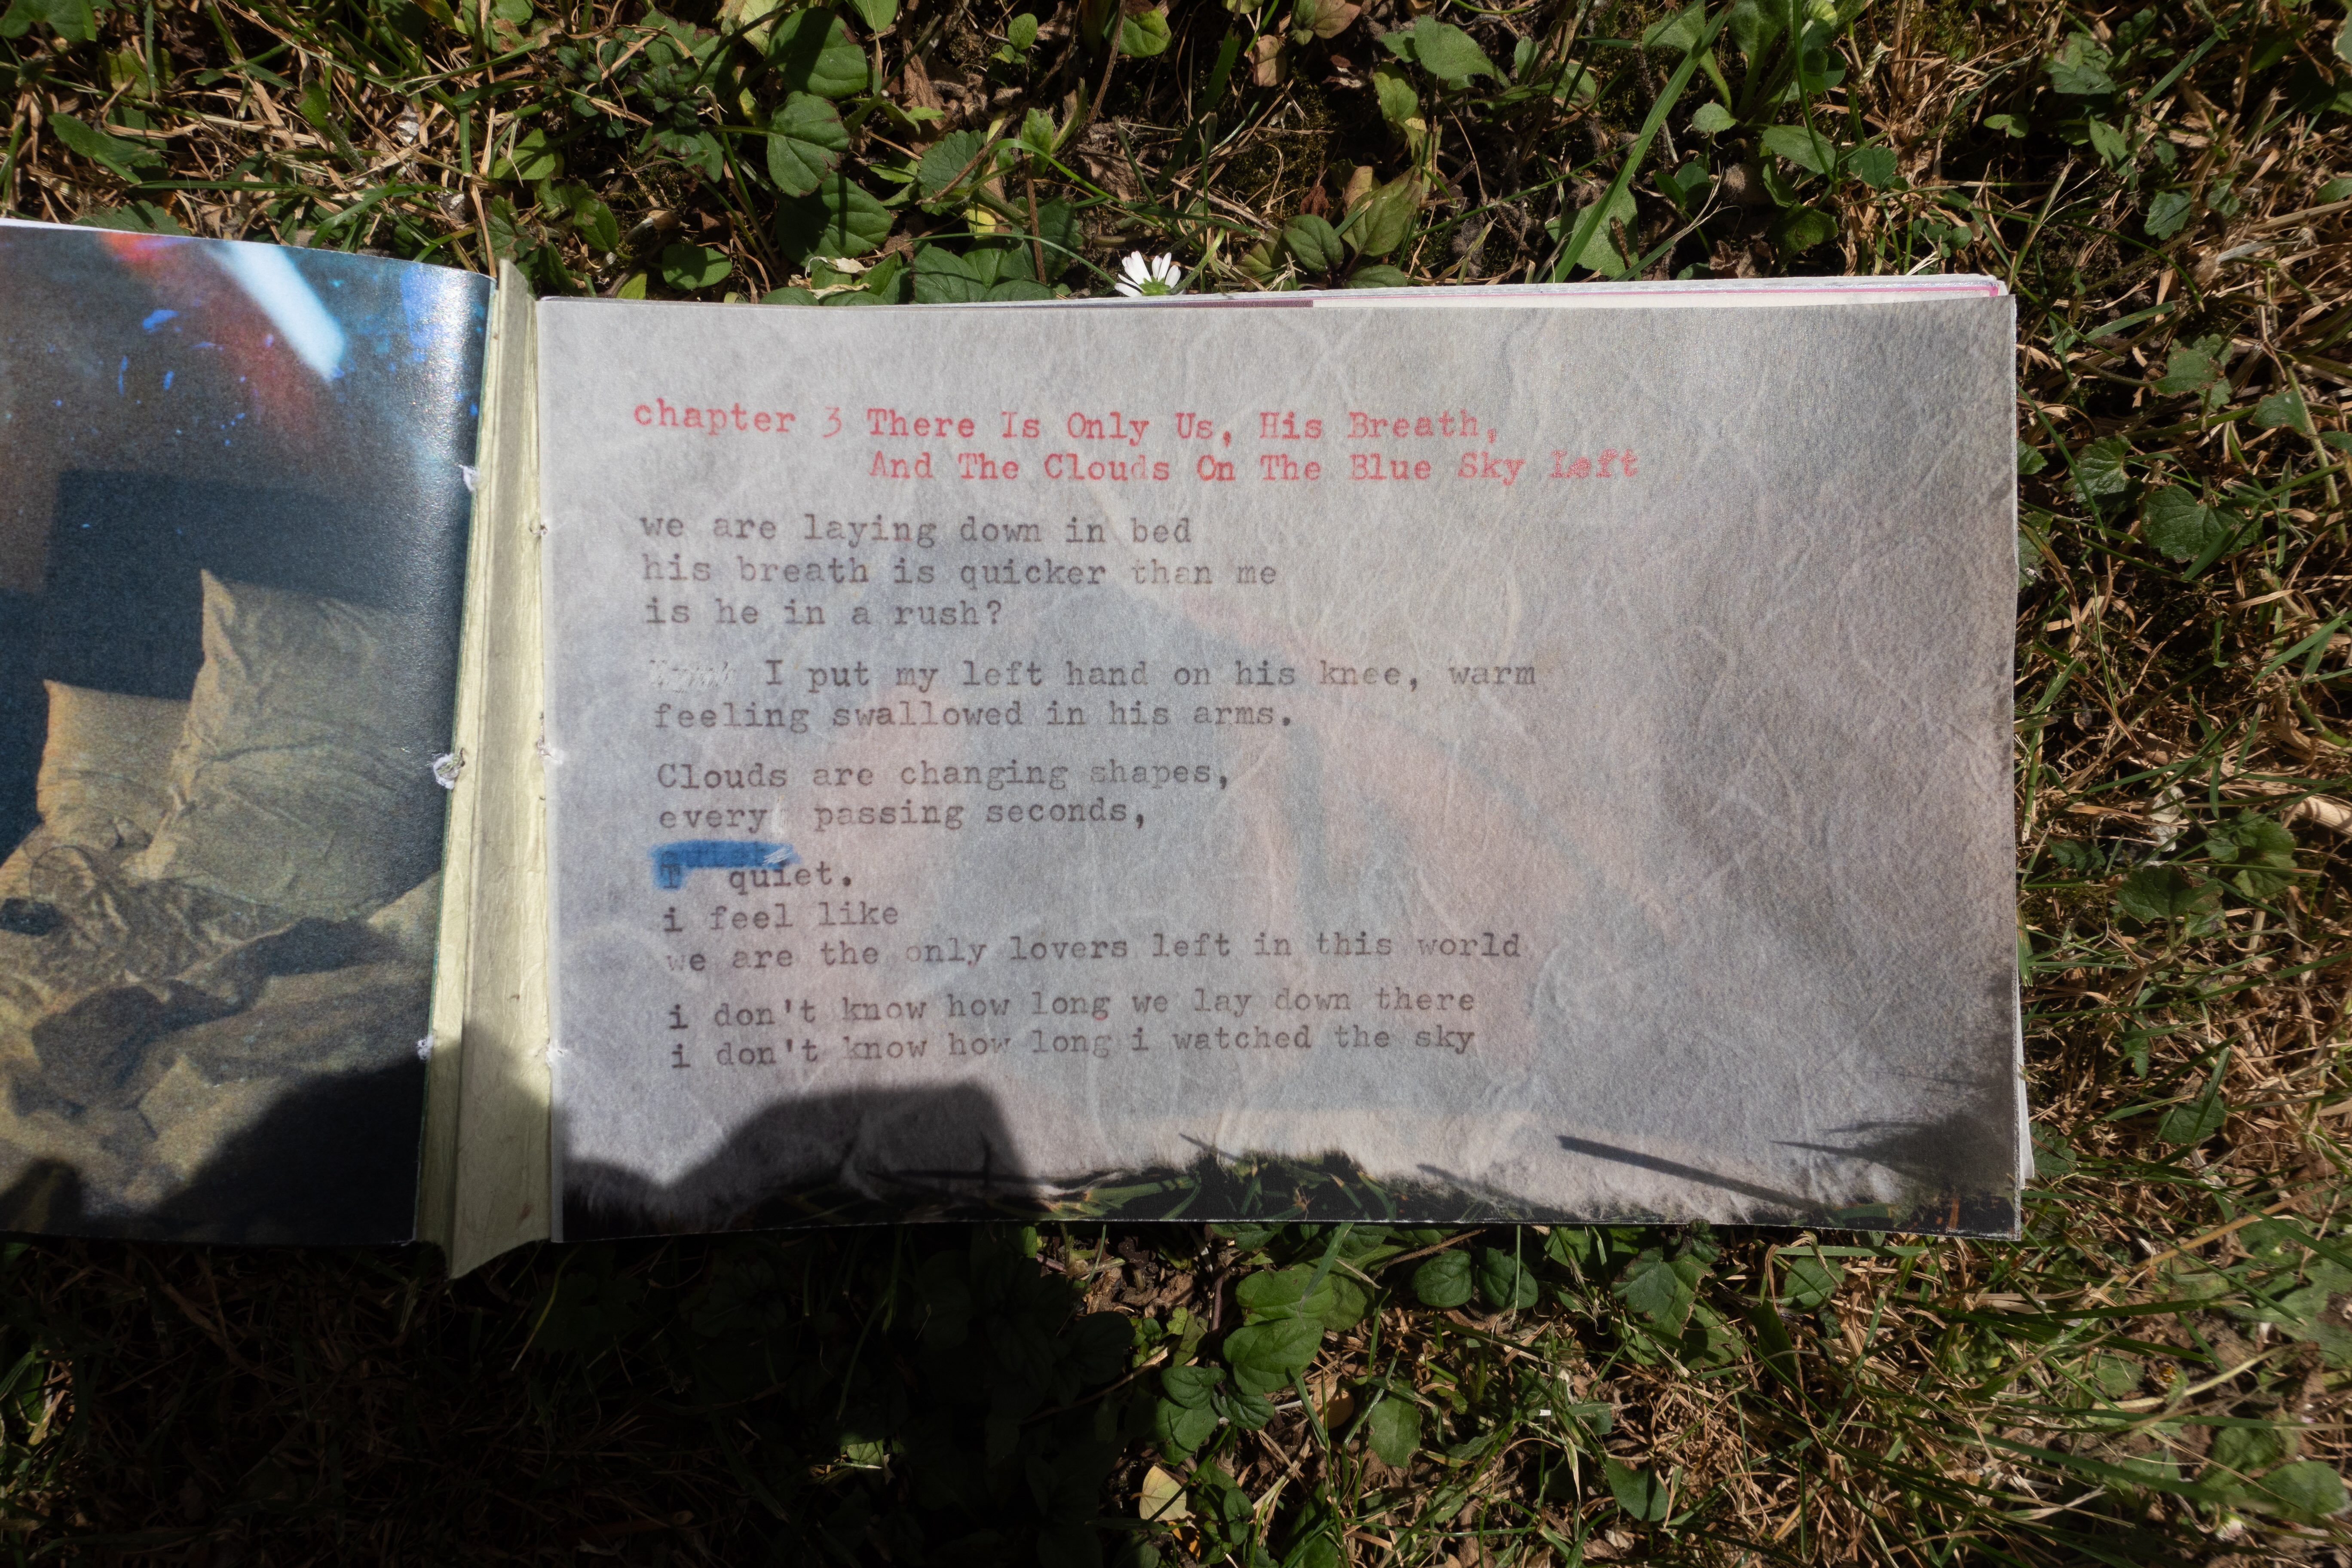 chapter 3 There Is Only Us, His Breath,
And The Clouds On The Blue Sky Left
we are laying down in bed
his breath is quicker than me
is he in a rush?
I put my left hand on his knee, warm
feeling swallowed in his arms.
Clouds are changing shapes,
every passing seconds,
quiet.
i feel like
we are the only lovers left in this world
i don't know how long we lay down there
i don't know how long i watched the sky